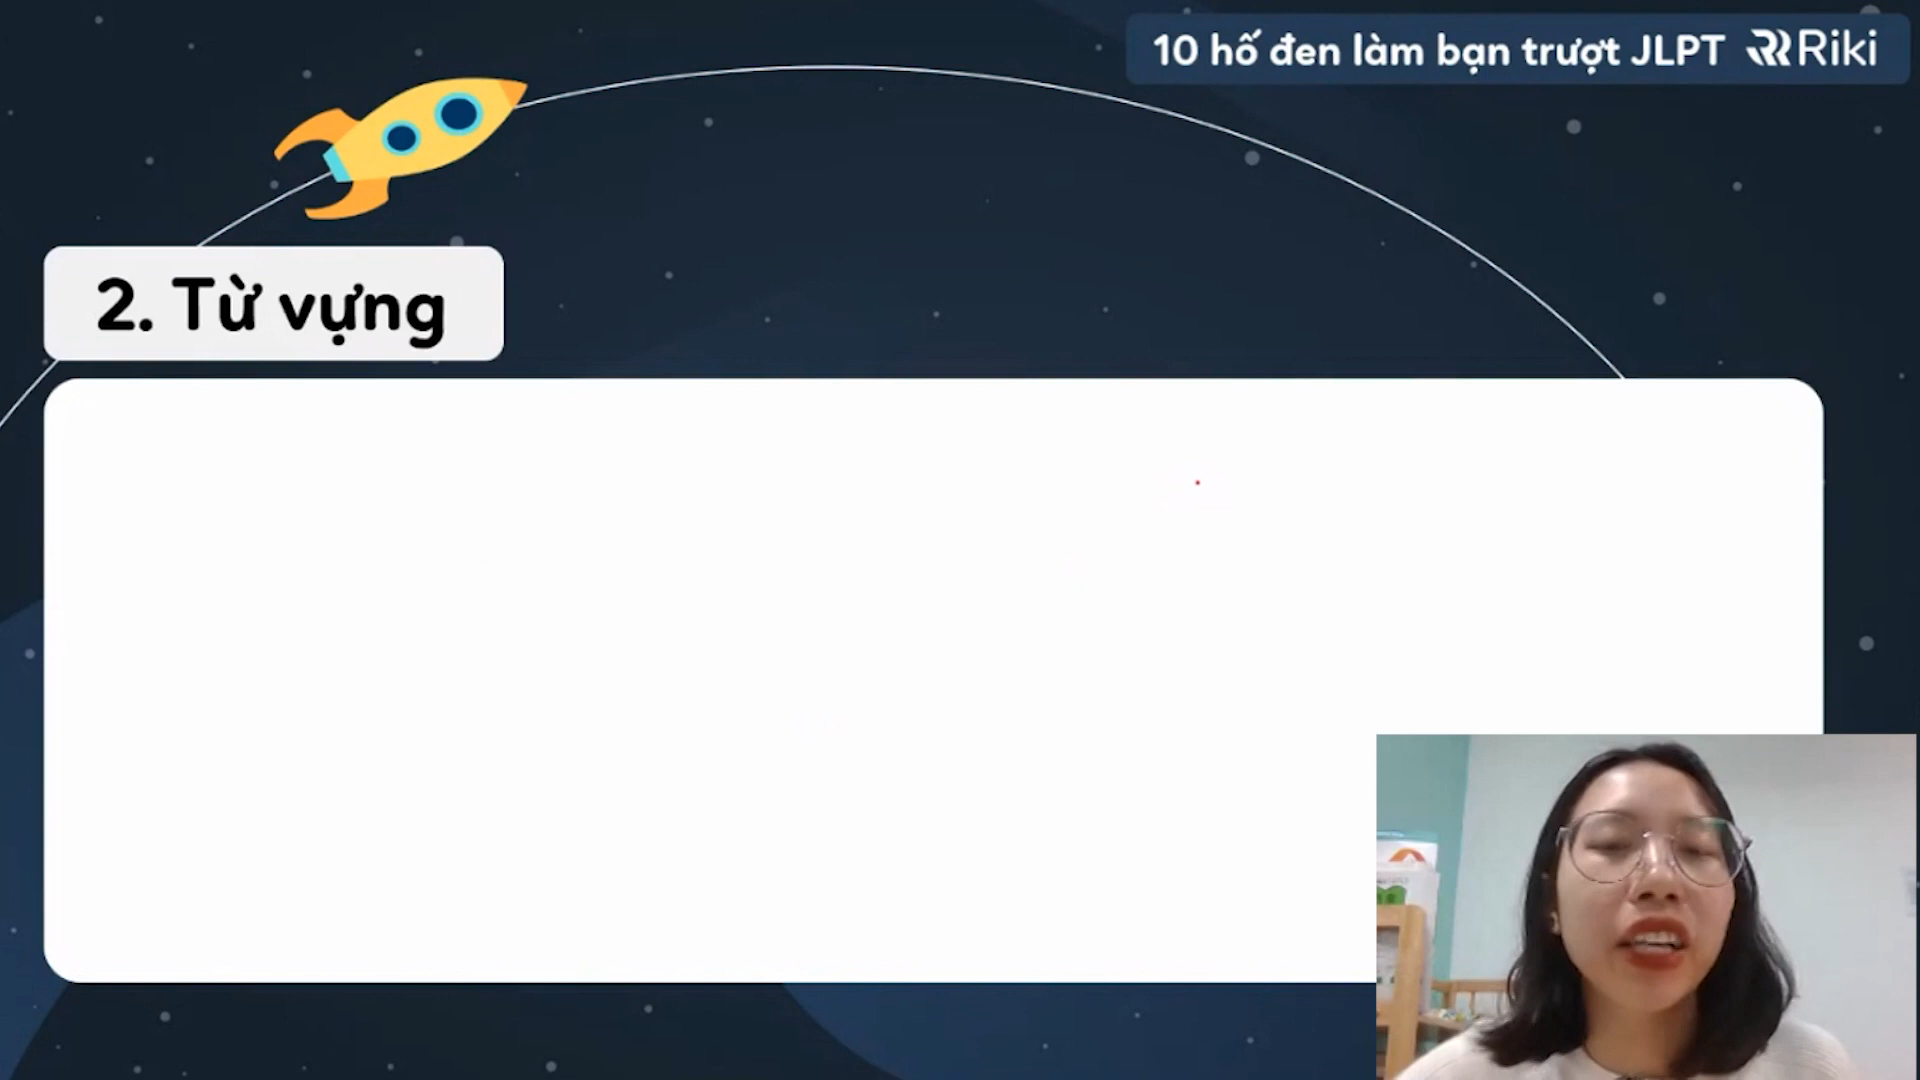 10 hố đen làm bạn trượt JLPT Riki
2. Từ vựng